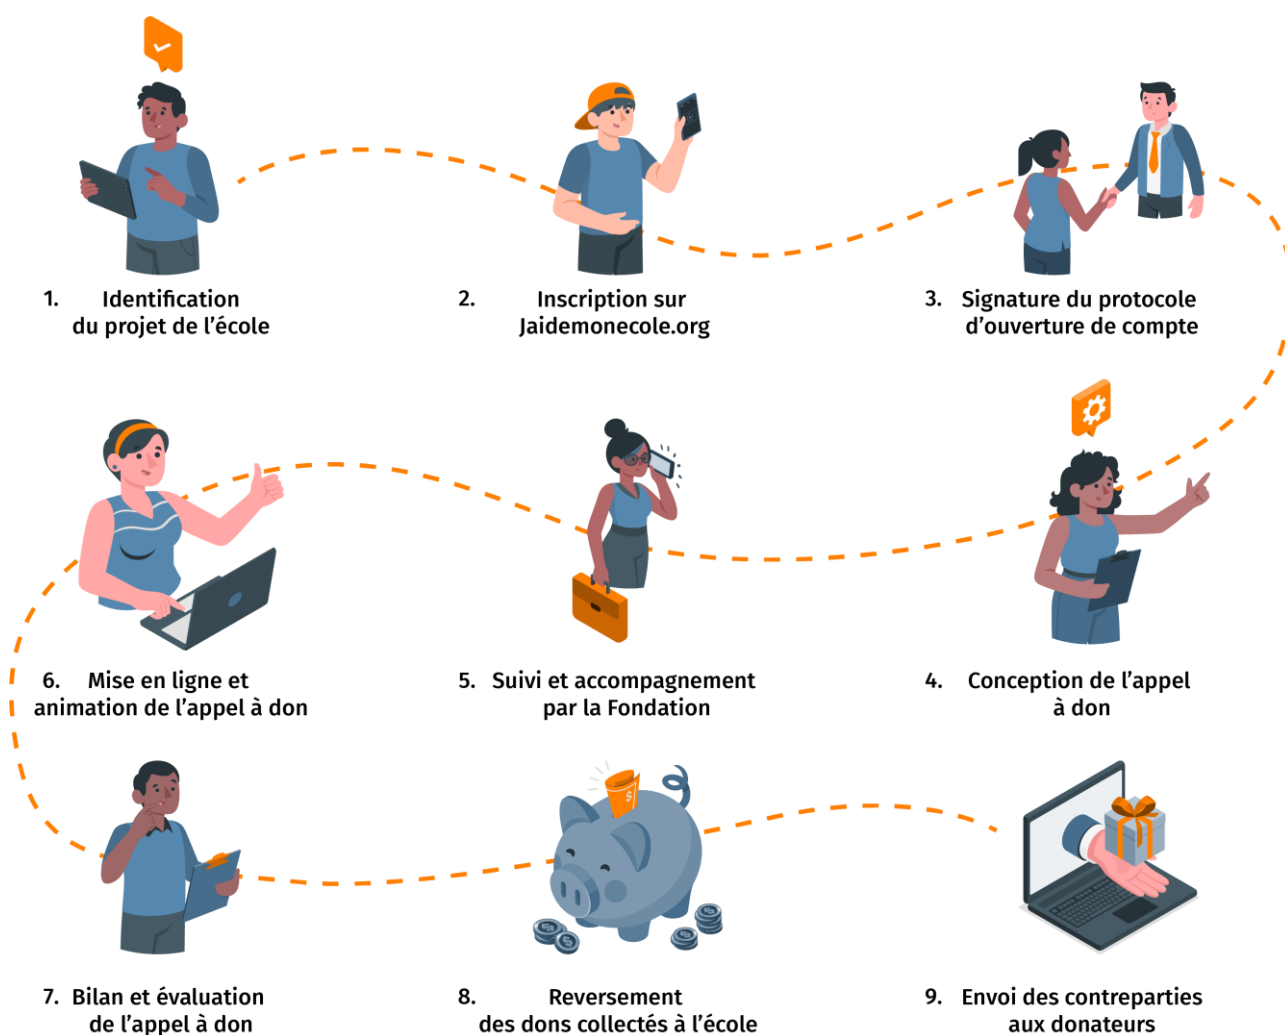 1. Identification
du projet de l’école
2. Inscription sur
Jaidemonecole.org
3. Signature du protocole
d’ouverture de compte
6. Mise en ligne et
animation de l’appel à don
5. Suivi et accompagnement
par la Fondation
4. Conception de l’appel
à don
7. Bilan et évaluation
de l’appel à don
8. Reversement
des dons collectés à l’école
9. Envoi des contreparties
aux donateurs